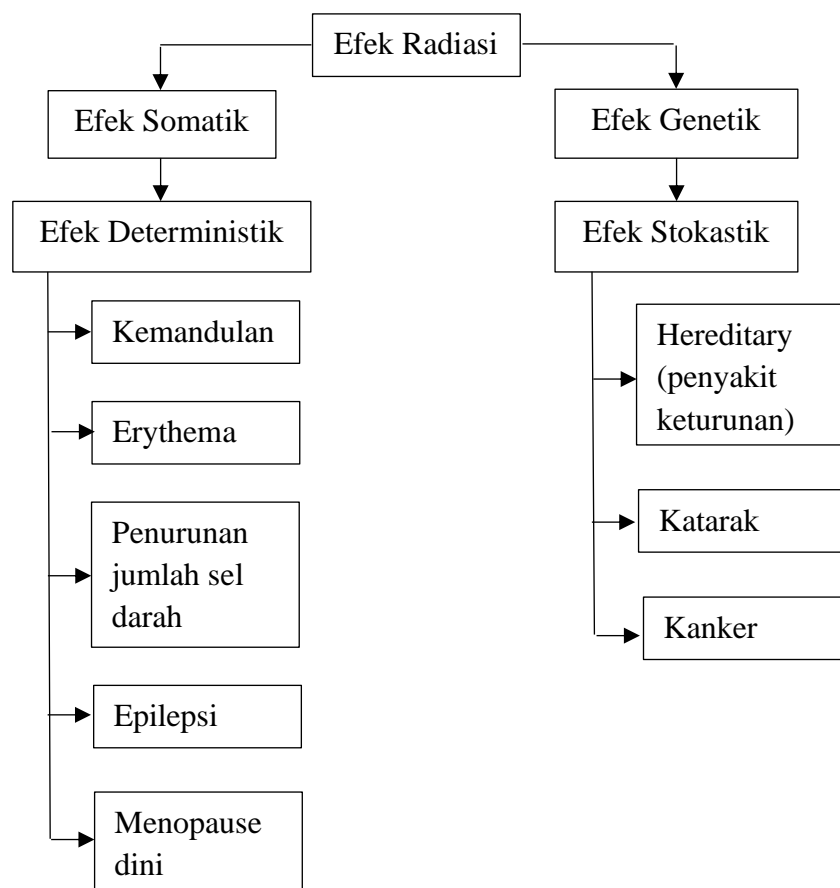 Efek Radiasi
Efek Somatik
Efek Genetik
Efek Deterministik
Efek Stokastik
Kemandulan
Erythema
Penurunan
jumlah sel
darah
Epilepsi
Menopause
dini
Hereditary
(penyakit
keturunan)
Katarak
Kanker